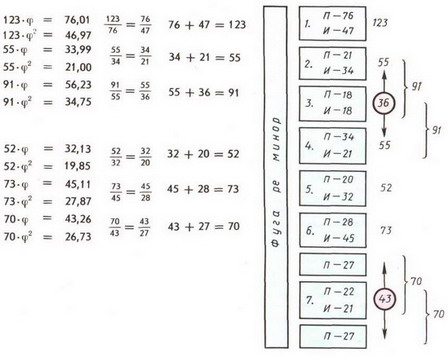 123·φ = 76,01
123·φ² = 46,97
123/76 = 76/47
76 + 47 = 123
55·φ = 33,99
55·φ² = 21,00
55/34 = 34/21
34 + 21 = 55
91·φ = 56,23
91·φ² = 34,75
91/55 = 55/36
55 + 36 = 91
52·φ = 32,13
52·φ² = 19,85
52/32 = 32/20
32 + 20 = 52
73·φ = 45,11
73·φ² = 27,87
73/45 = 45/28
45 + 28 = 73
70·φ = 43,26
70·φ² = 26,73
70/43 = 43/27
43 + 27 = 70
Фуга ре минор
1. П-76
И-47
123
2. П-21
И-34
55
3. П-18
И-18
36
91
4. П-34
И-21
55
91
5. П-20
И-32
52
6. П-28
И-45
73
П-27
7. П-22
И-21
43
70
П-27
70